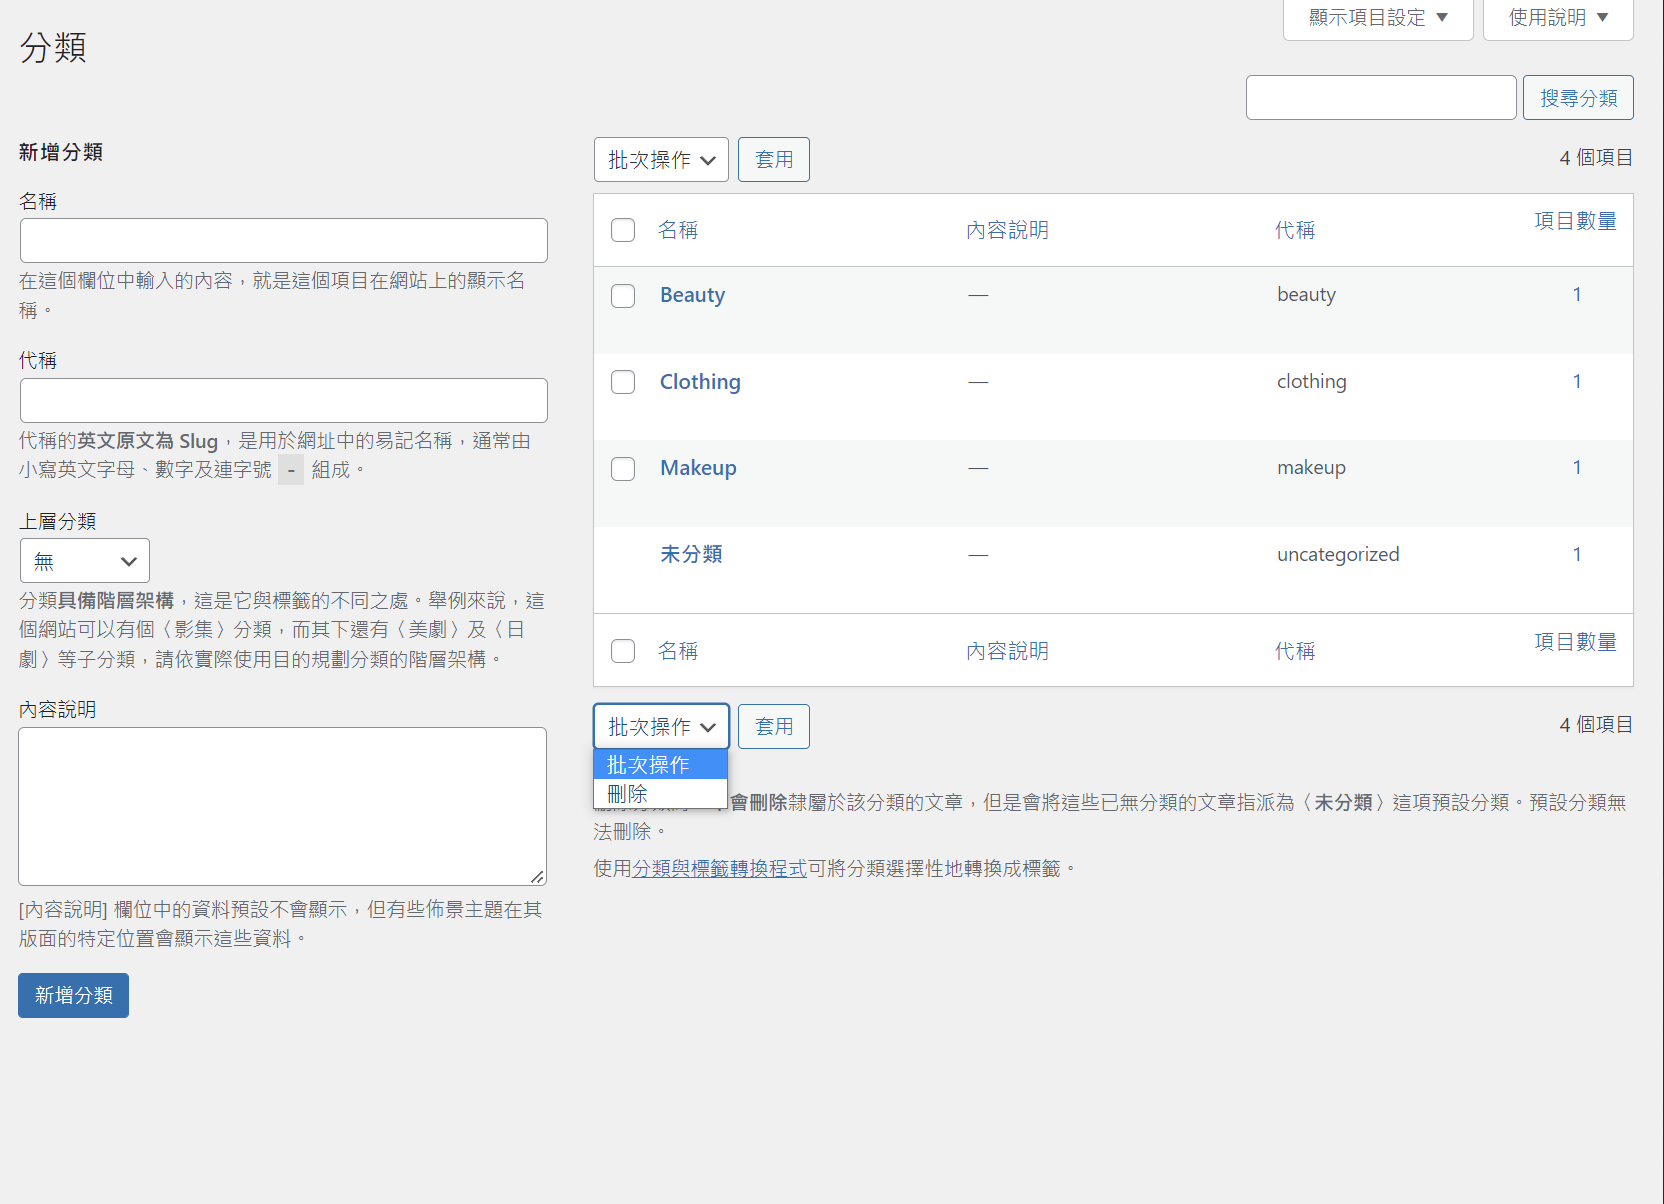 顯示項目設定 ▼
使用說明 ▼
分類
搜尋分類
新增分類
名稱
在這個欄位中輸入的內容，就是這個項目在網站上的顯示名
稱。
代稱
代稱的英文原文為 Slug，是用於網址中的易記名稱，通常由
小寫英文字母、數字及連字號 - 組成。
上層分類
無
分類具備階層架構，這是它與標籤的不同之處。舉例來說，這
個網站可以有個〈影集〉分類，而其下還有〈美劇〉及〈日
劇〉等子分類，請依實際使用目的規劃分類的階層架構。
內容說明
[內容說明] 欄位中的資料預設不會顯示，但有些佈景主題在其
版面的特定位置會顯示這些資料。
新增分類
批次操作 套用 4 個項目
名稱 內容說明 代稱 項目數量
Beauty — beauty 1
Clothing — clothing 1
Makeup — makeup 1
未分類 — uncategorized 1
名稱 內容說明 代稱 項目數量
批次操作 套用 4 個項目
批次操作
刪除
會刪除隸屬於該分類的文章，但是會將這些已無分類的文章指派為〈未分類〉這項預設分類。預設分類無
法刪除。
使用分類與標籤轉換程式可將分類選擇性地轉換成標籤。